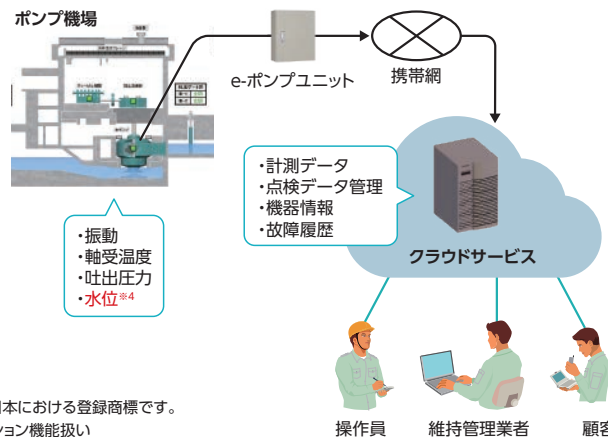 ポンプ機場
e-ポンプユニット
携帯網
・計測データ
・点検データ管理
・機器情報
・故障履歴
クラウドサービス
・振動
・軸受温度
・吐出圧力
・水位※4
操作員
維持管理業者
顧客
日本における登録商標です。
ション機能扱い